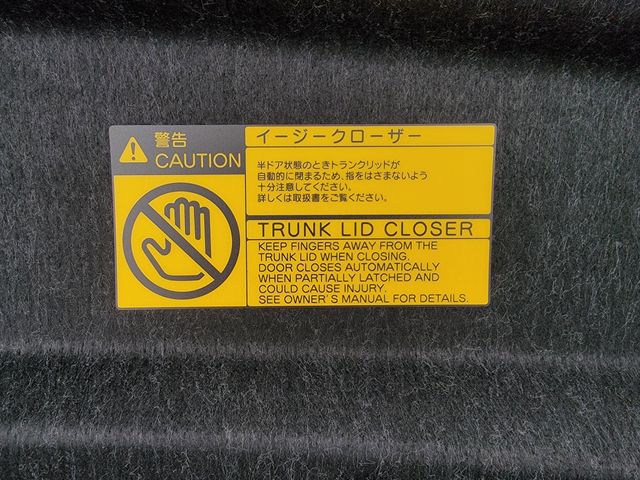 警告
CAUTION
イージークローザー
半ドア状態のときトランクリッドが
自動的に閉まるため、指をはさまないよう
十分注意してください。
詳しくは取扱書をご覧ください。
TRUNK LID CLOSER
KEEP FINGERS AWAY FROM THE
TRUNK LID WHEN CLOSING.
DOOR CLOSES AUTOMATICALLY
WHEN PARTIALLY LATCHED AND
COULD CAUSE INJURY.
SEE OWNER'S MANUAL FOR DETAILS.